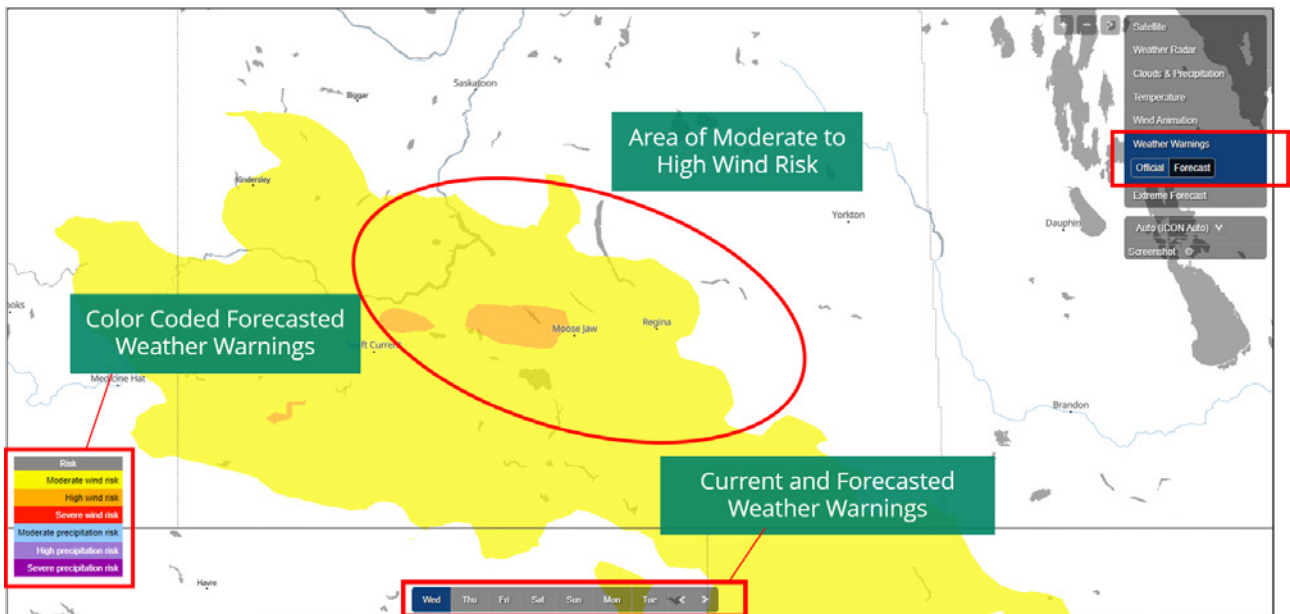 Satellite
Weather Radar
Clouds & Precipitation
Temperature
Wind Animation
Weather Warnings
Official Forecast
Extreme Forecast
Auto (ICON Auto)
Screenshot
Saskatoon
Biggar
Area of Moderate to
High Wind Risk
Kindersley
Yorkton
Dauphin
ooks
Color Coded Forecasted
Weather Warnings
Moose Jaw
Regina
ift Current
Medicine Hat
Brandon
Risk
Moderate wind risk
High wind risk
Severe wind risk
Moderate precipitation risk
High precipitation risk
Severe precipitation risk
Current and Forecasted
Weather Warnings
Havre
Wed Thu Fri Sat Sun Mon Tue < >